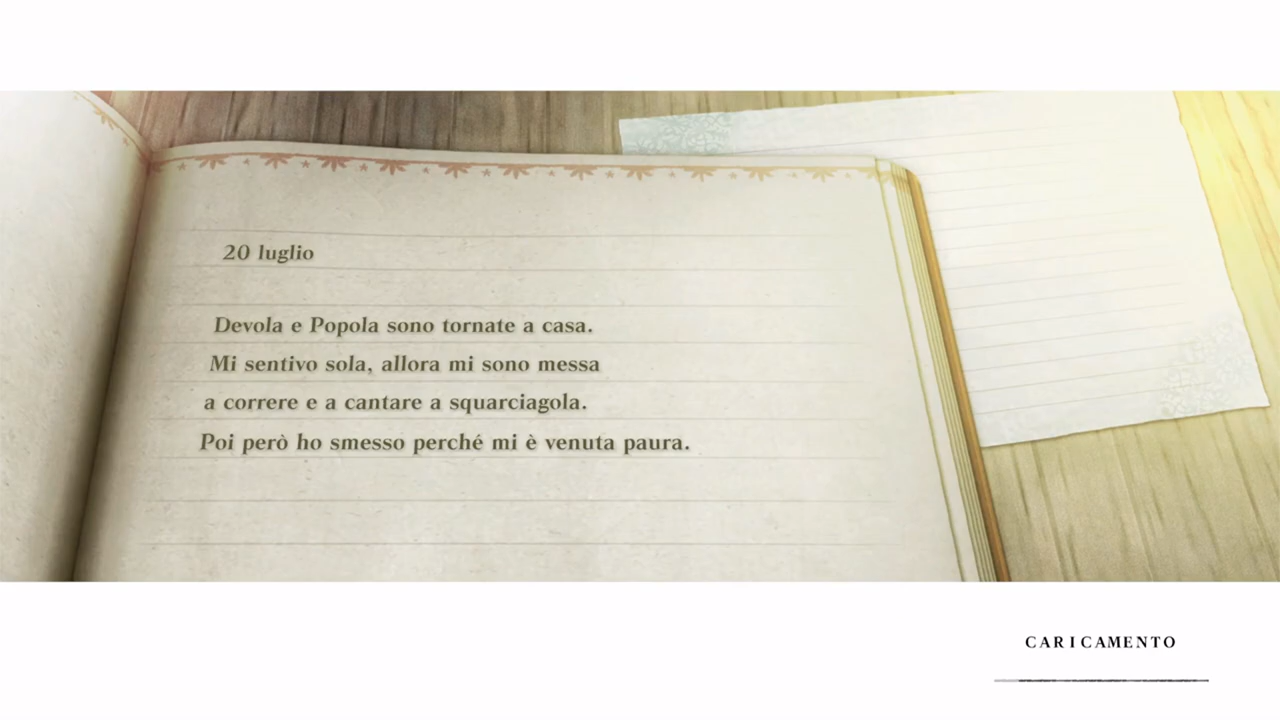 20 luglio
Devola e Popola sono tornate a casa.
Mi sentivo sola, allora mi sono messa
a correre e a cantare a squarciagola.
Poi però ho smesso perché mi è venuta paura.
CARICAMENTO